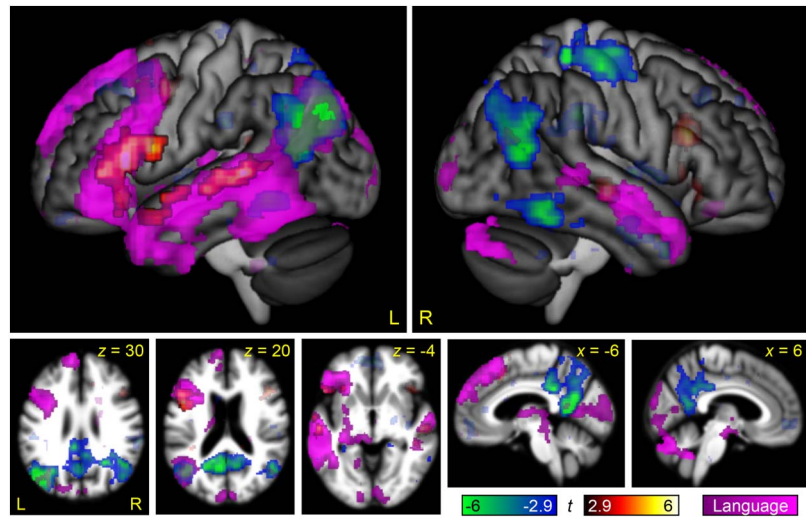 L
R
z = 30
L
R
z = 20
z = -4
x = -6
x = 6
-6
-2.9
t
2.9
6
Language